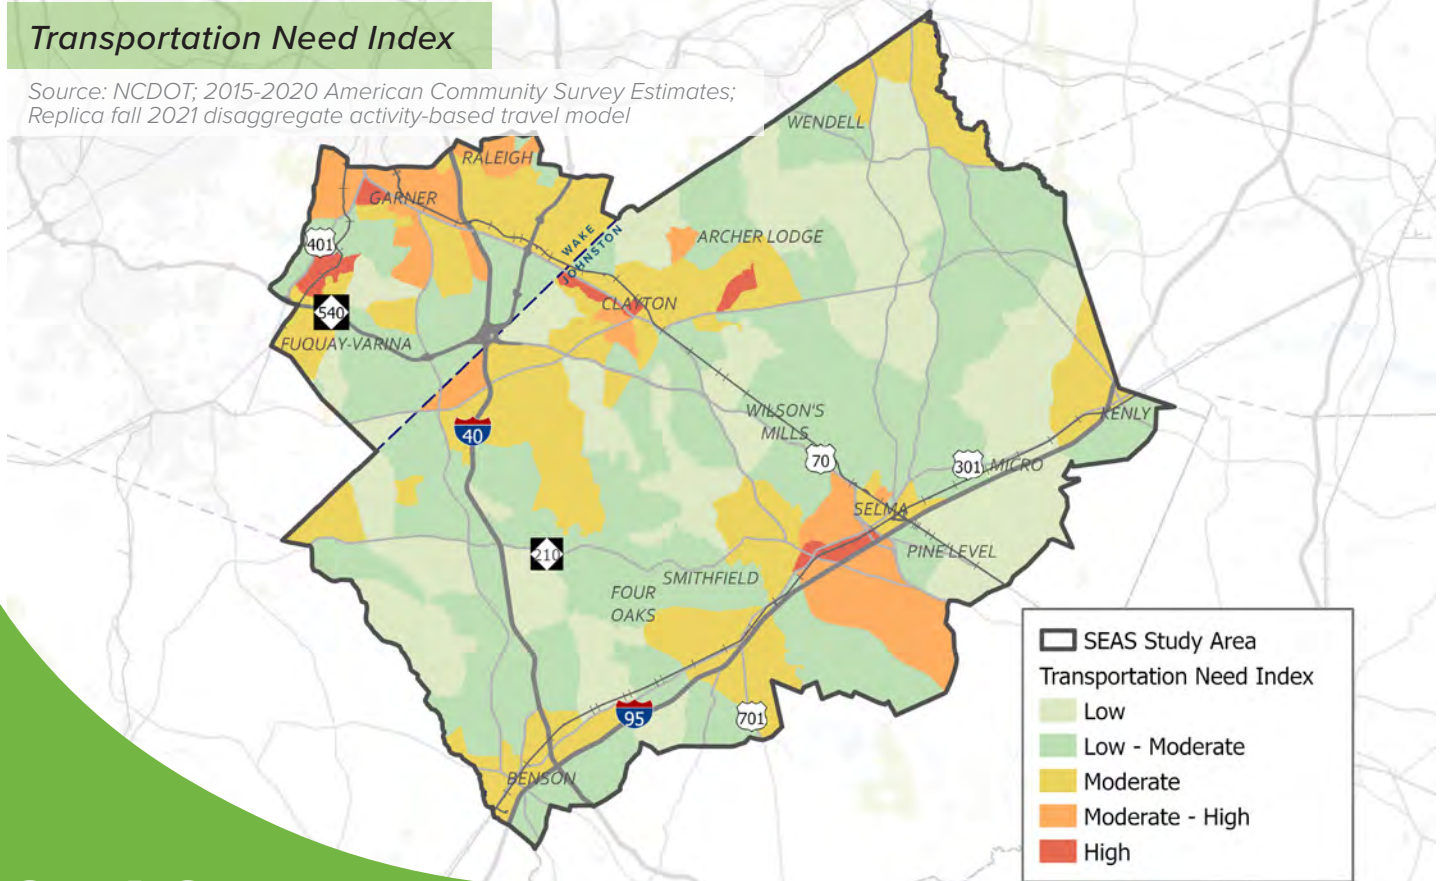 Transportation Need Index
Source: NCDOT; 2015-2020 American Community Survey Estimates;
Replica fall 2021 disaggregate activity-based travel model
WENDELL
RALEIGH
GARNER
401
WAKE
JOHNSTON
ARCHER LODGE
CLAYTON
540
FUQUAY-VARINA
40
WILSON'S
MILLS
70
301
MICRO
KENLY
SELMA
PINE LEVEL
210
SMITHFIELD
FOUR
OAKS
95
701
BENSON
SEAS Study Area
Transportation Need Index
Low
Low - Moderate
Moderate
Moderate - High
High